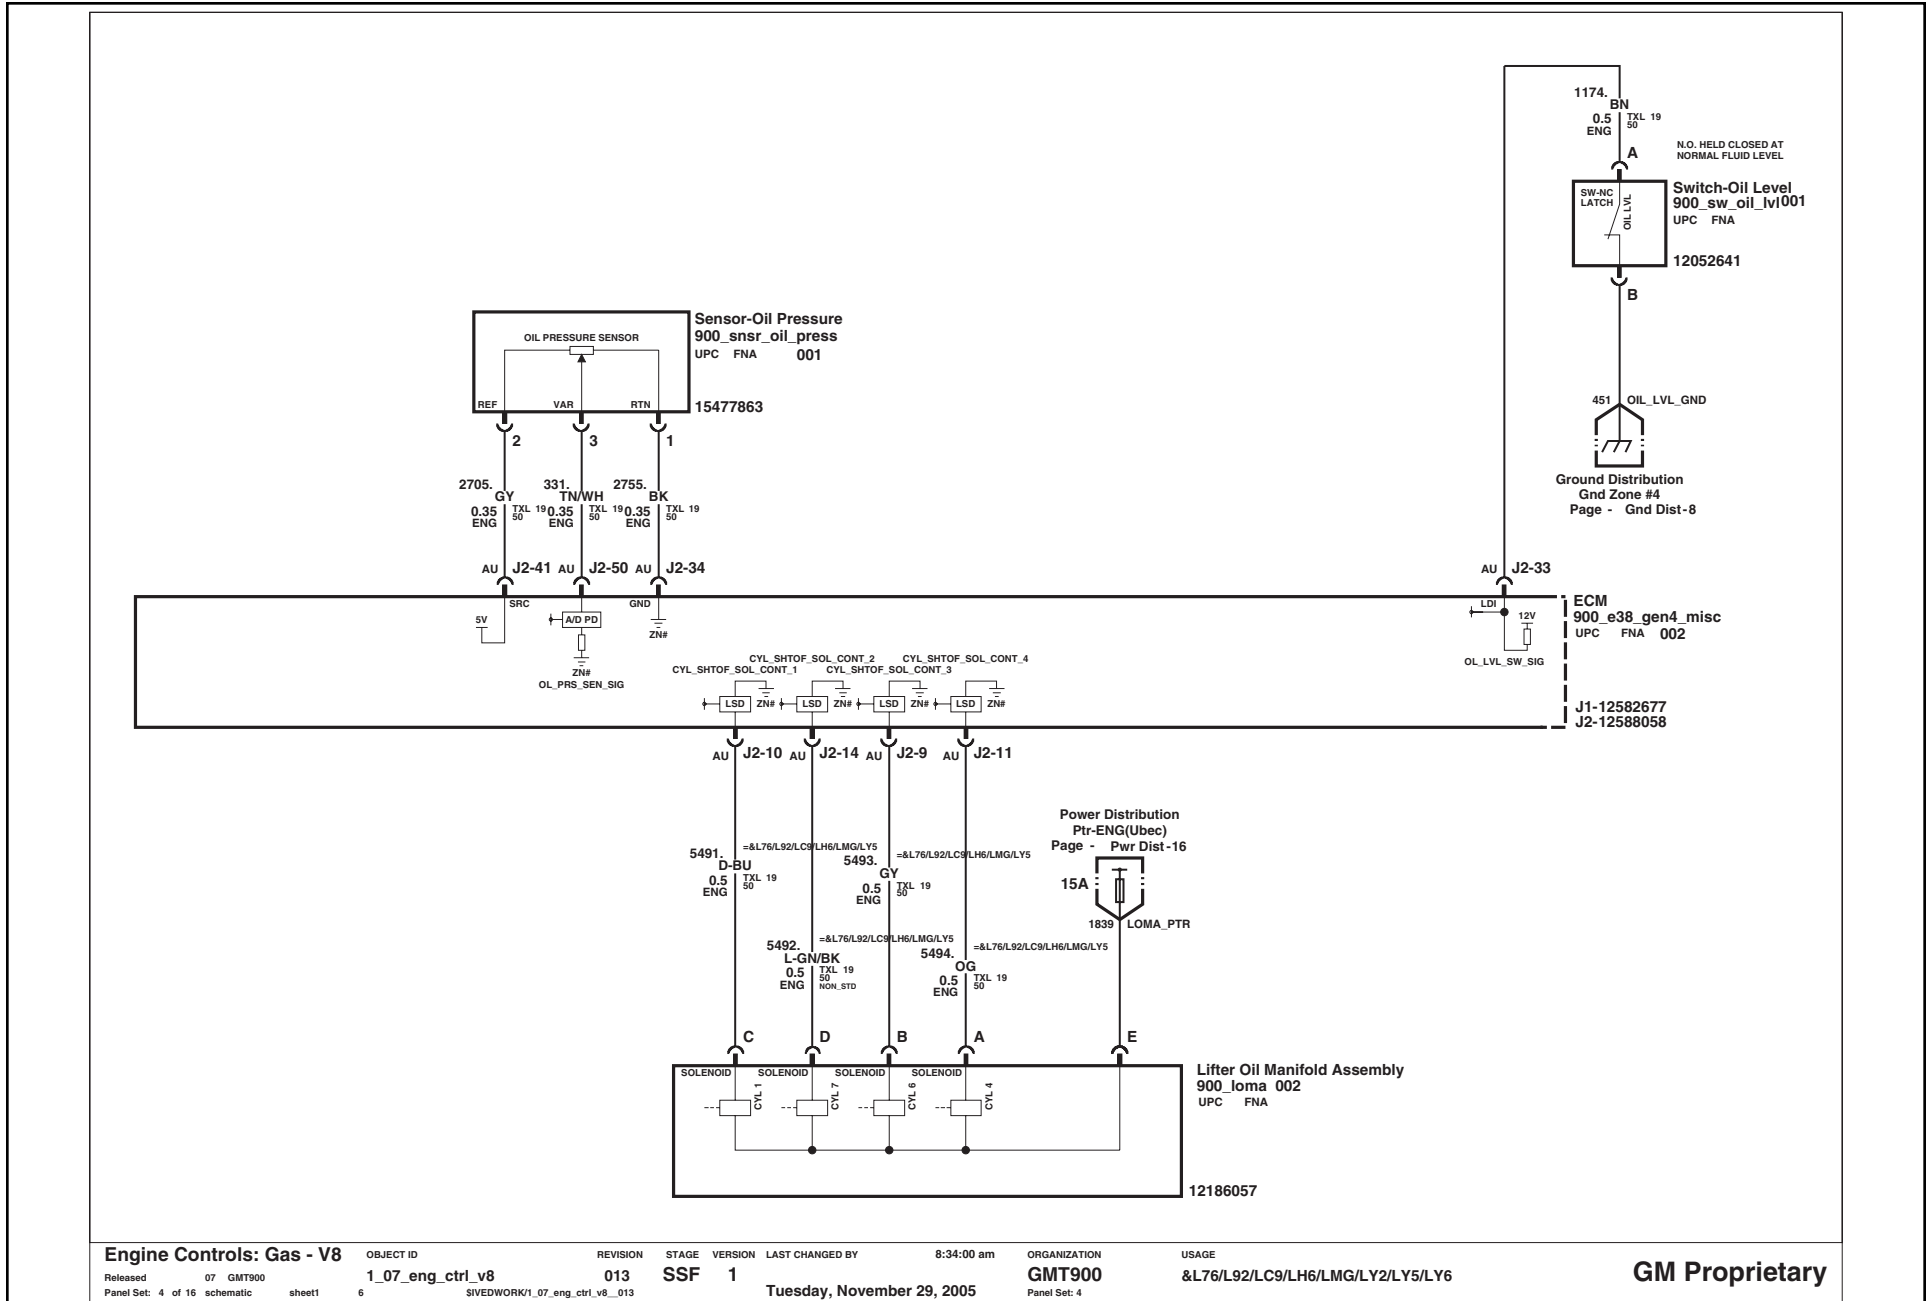 1174.
BN
0.5
TXL 19
50
ENG
A
N.O. HELD CLOSED AT
NORMAL FLUID LEVEL
SW-NC
LATCH
OIL LVL
Switch-Oil Level
900_sw_oil_lvl001
UPC FNA
12052641
B
451 OIL_LVL_GND
Ground Distribution
Gnd Zone #4
Page - Gnd Dist-8
Sensor-Oil Pressure
900_snsr_oil_press
UPC FNA 001
OIL PRESSURE SENSOR
REF VAR RTN
15477863
2 3 1
2705. 331. 2755.
GY TN/WH BK
0.35 TXL 19 0.35 TXL 19 0.35 TXL 19
ENG 50 ENG 50 ENG 50
AU J2-41 AU J2-50 AU J2-34
AU J2-33
SRC A/D PD GND
5V
ZN#
ZN#
OL_PRS_SEN_SIG
LDI
12V
OL_LVL_SW_SIG
ECM
900_e38_gen4_misc
UPC FNA 002
J1-12582677
J2-12588058
CYL_SHTOF_SOL_CONT_2 CYL_SHTOF_SOL_CONT_4
CYL_SHTOF_SOL_CONT_1 CYL_SHTOF_SOL_CONT_3
LSD ZN# LSD ZN# LSD ZN# LSD ZN#
AU J2-10 AU J2-14 AU J2-9 AU J2-11
Power Distribution
Ptr-ENG(Ubec)
Page - Pwr Dist-16
15A
1839 LOMA_PTR
5491. =&L76/L92/LC9/LH6/LMG/LY5
D-BU
0.5 TXL 19
ENG 50
5493. =&L76/L92/LC9/LH6/LMG/LY5
GY
0.5 TXL 19
ENG 50
5492. =&L76/L92/LC9/LH6/LMG/LY5
L-GN/BK
0.5 TXL 19
50
ENG NON_STD
5494. =&L76/L92/LC9/LH6/LMG/LY5
OG
0.5 TXL 19
ENG 50
C D B A E
SOLENOID SOLENOID SOLENOID SOLENOID
CYL 1 CYL 7 CYL 6 CYL 4
Lifter Oil Manifold Assembly
900_loma 002
UPC FNA
12186057
Engine Controls: Gas - V8 OBJECT ID REVISION STAGE VERSION LAST CHANGED BY 8:34:00 am ORGANIZATION USAGE
Released 07 GMT900 1_07_eng_ctrl_v8 013 SSF 1 GMT900 &L76/L92/LC9/LH6/LMG/LY2/LY5/LY6
Panel Set: 4 of 16 schematic sheet1 6 $IVEDWORK/1_07_eng_ctrl_v8__013 Tuesday, November 29, 2005 Panel Set: 4
GM Proprietary